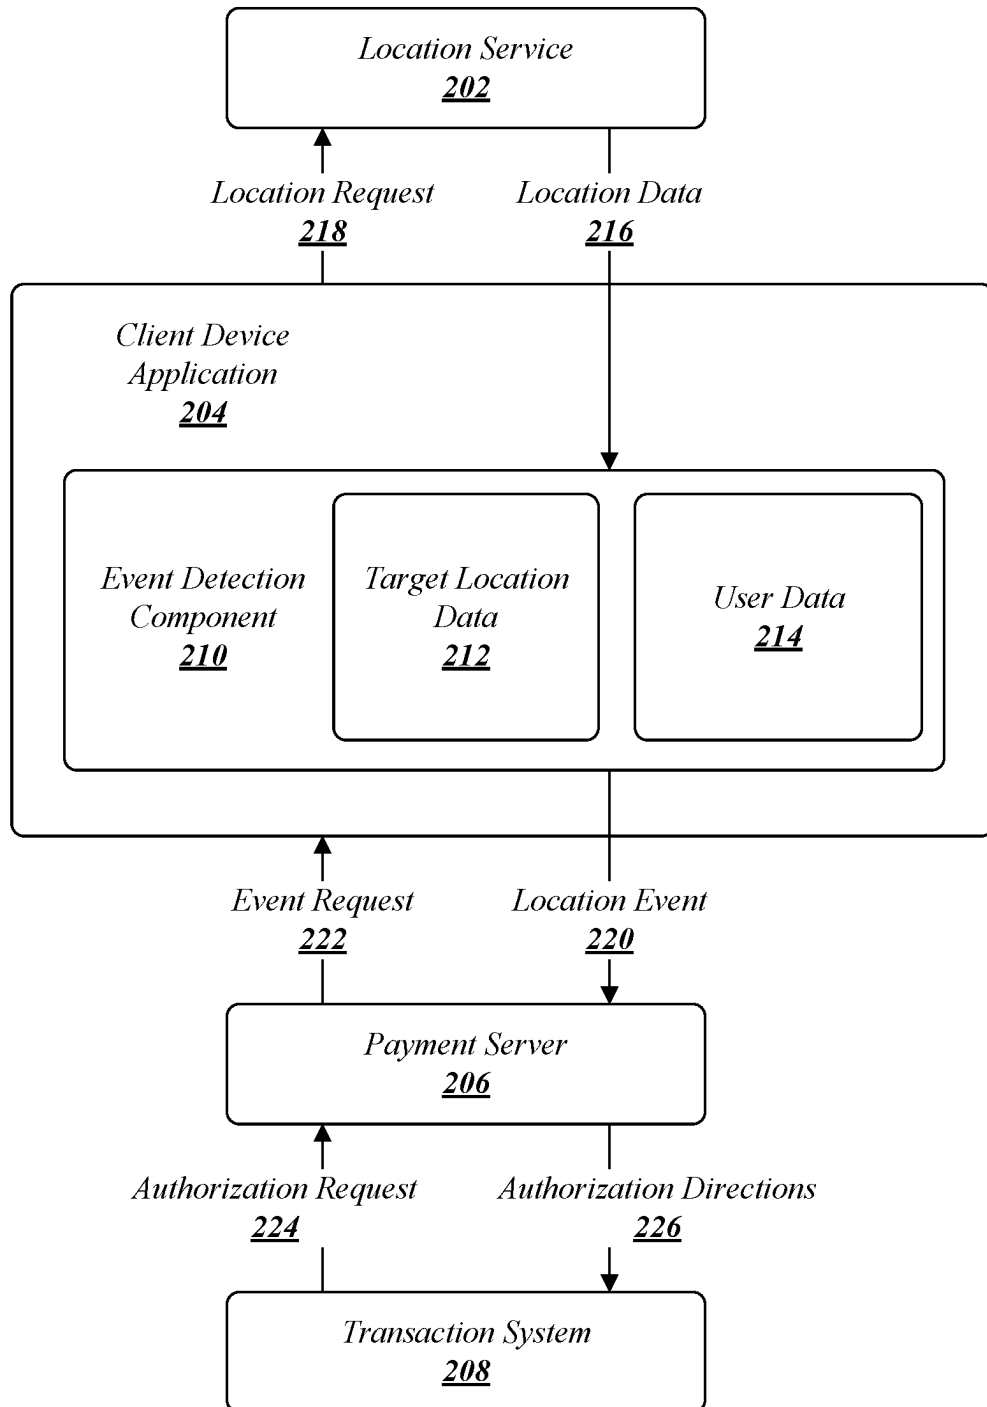 Location Service
202
Location Request
218
Location Data
216
Client Device
Application
204
Event Detection
Component
210
Target Location
Data
212
User Data
214
Event Request
222
Location Event
220
Payment Server
206
Authorization Request
224
Authorization Directions
226
Transaction System
208